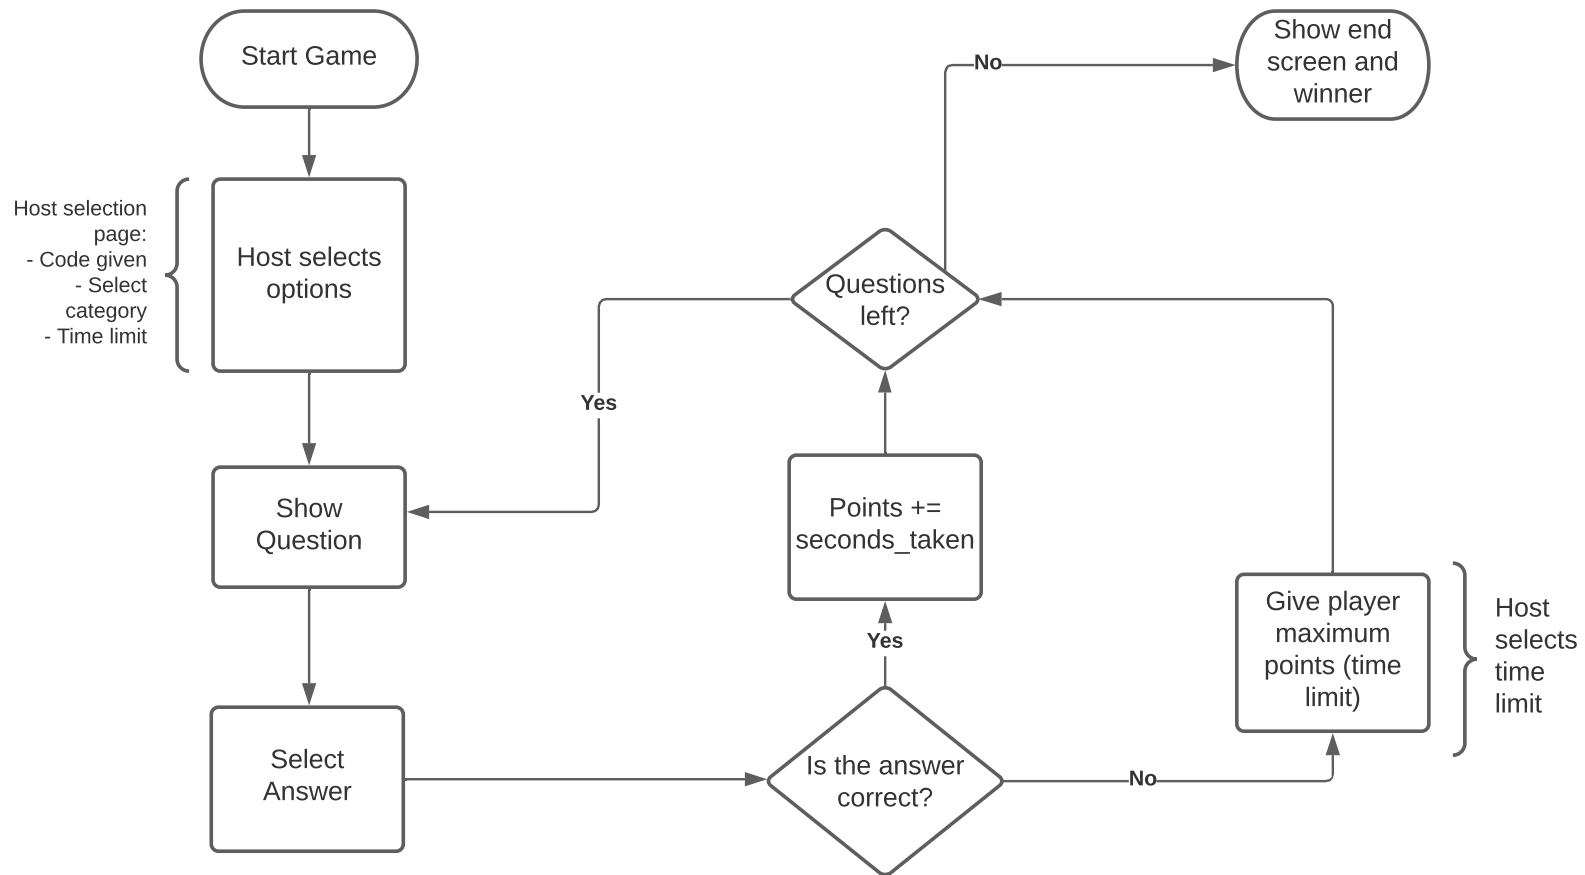 Start Game
Host selection
page:
- Code given
- Select
category
- Time limit
Host selects
options
Show
Question
Select
Answer
Is the answer
correct?
Yes
No
Points +=
seconds_taken
Give player
maximum
points (time
limit)
Host
selects
time
limit
Questions
left?
Yes
No
Show end
screen and
winner